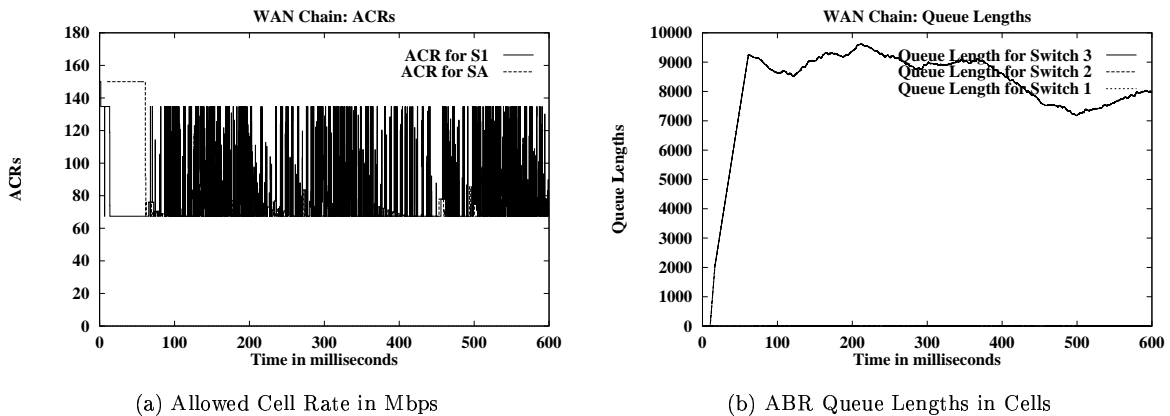 WAN Chain: ACRs
180
160
140
120
100
80
60
40
20
0
ACRs
ACR for S1
ACR for SA
0 100 200 300 400 500 600
Time in milliseconds
(a) Allowed Cell Rate in Mbps
WAN Chain: Queue Lengths
10000
9000
8000
7000
6000
5000
4000
3000
2000
1000
0
Queue Lengths
Queue Length for Switch 3
Queue Length for Switch 2
Queue Length for Switch 1
0 100 200 300 400 500 600
Time in milliseconds
(b) ABR Queue Lengths in Cells